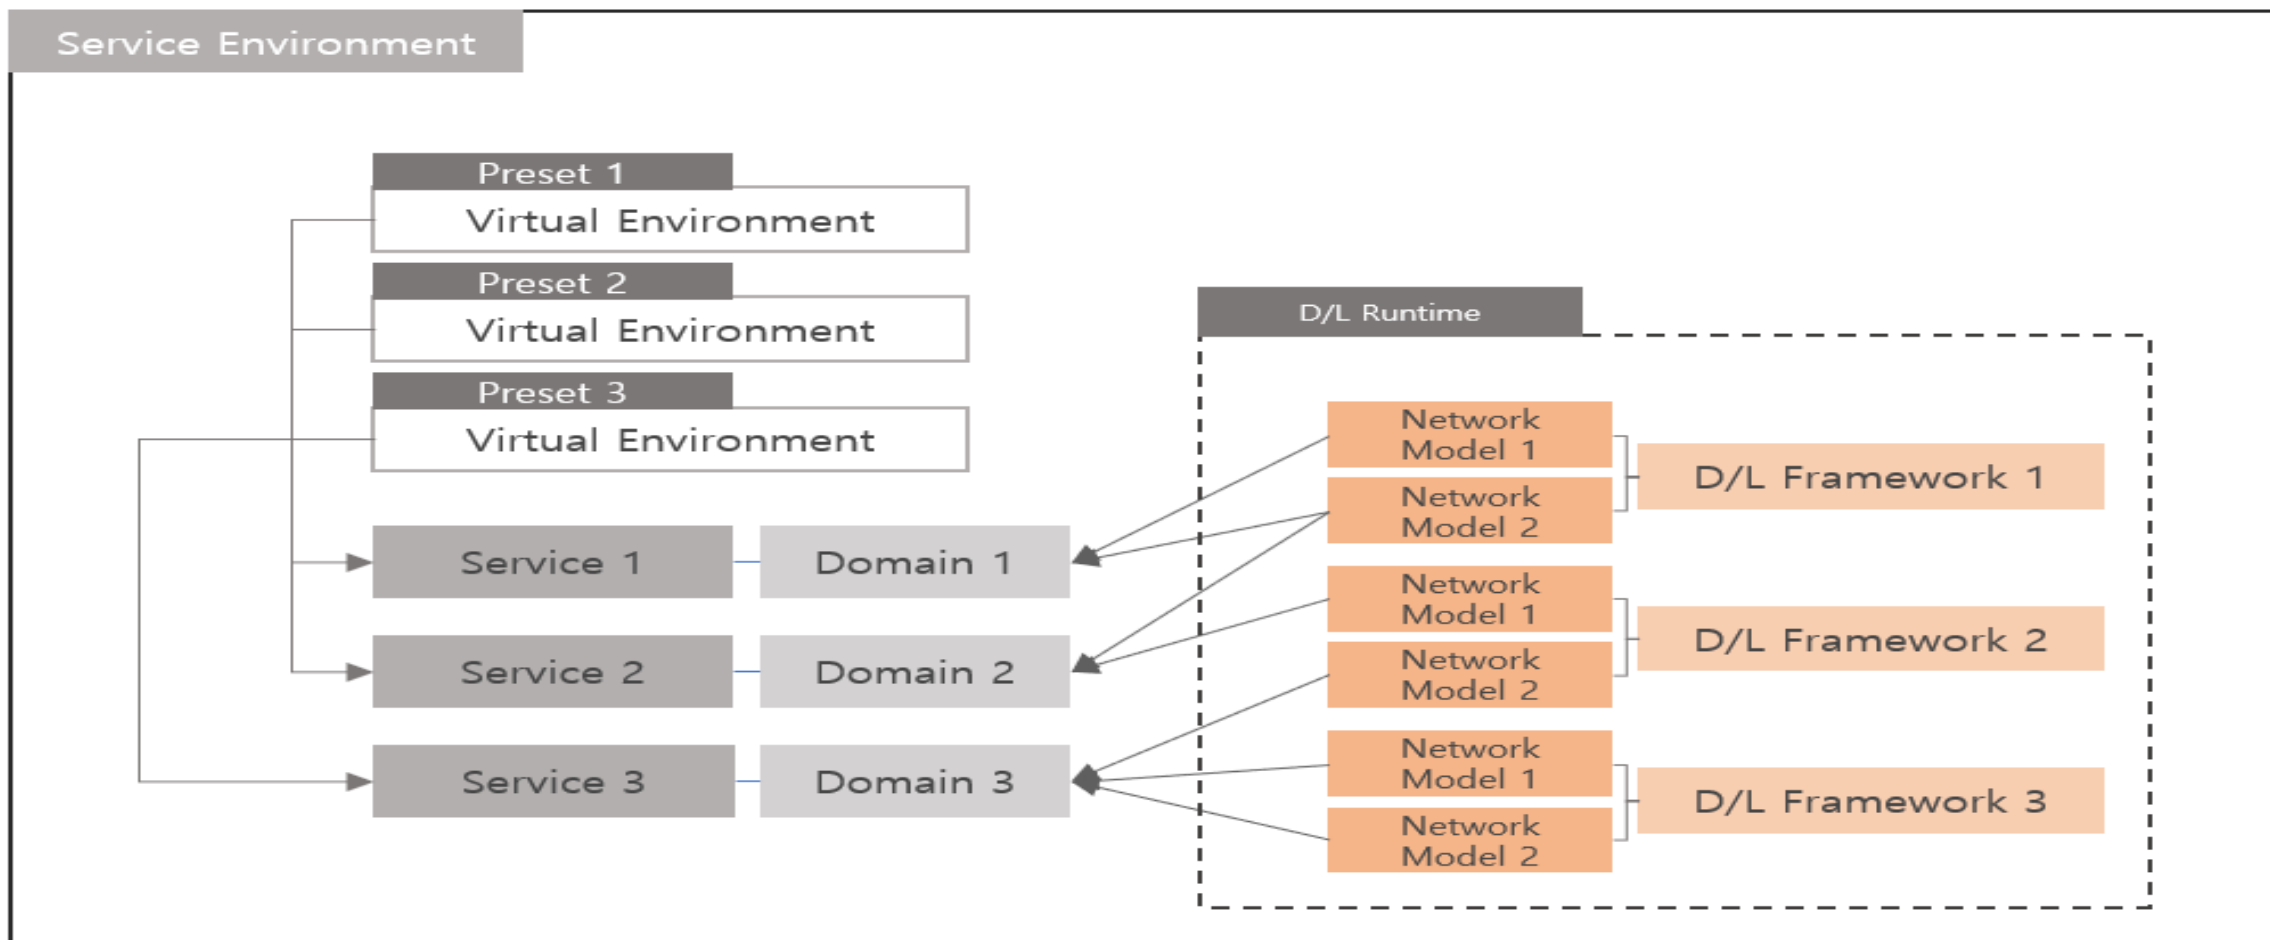 Service Environment
Preset 1
Virtual Environment
Preset 2
Virtual Environment
Preset 3
Virtual Environment
Service 1
Domain 1
Service 2
Domain 2
Service 3
Domain 3
D/L Runtime
Network
Model 1
Network
Model 2
D/L Framework 1
Network
Model 1
Network
Model 2
D/L Framework 2
Network
Model 1
Network
Model 2
D/L Framework 3